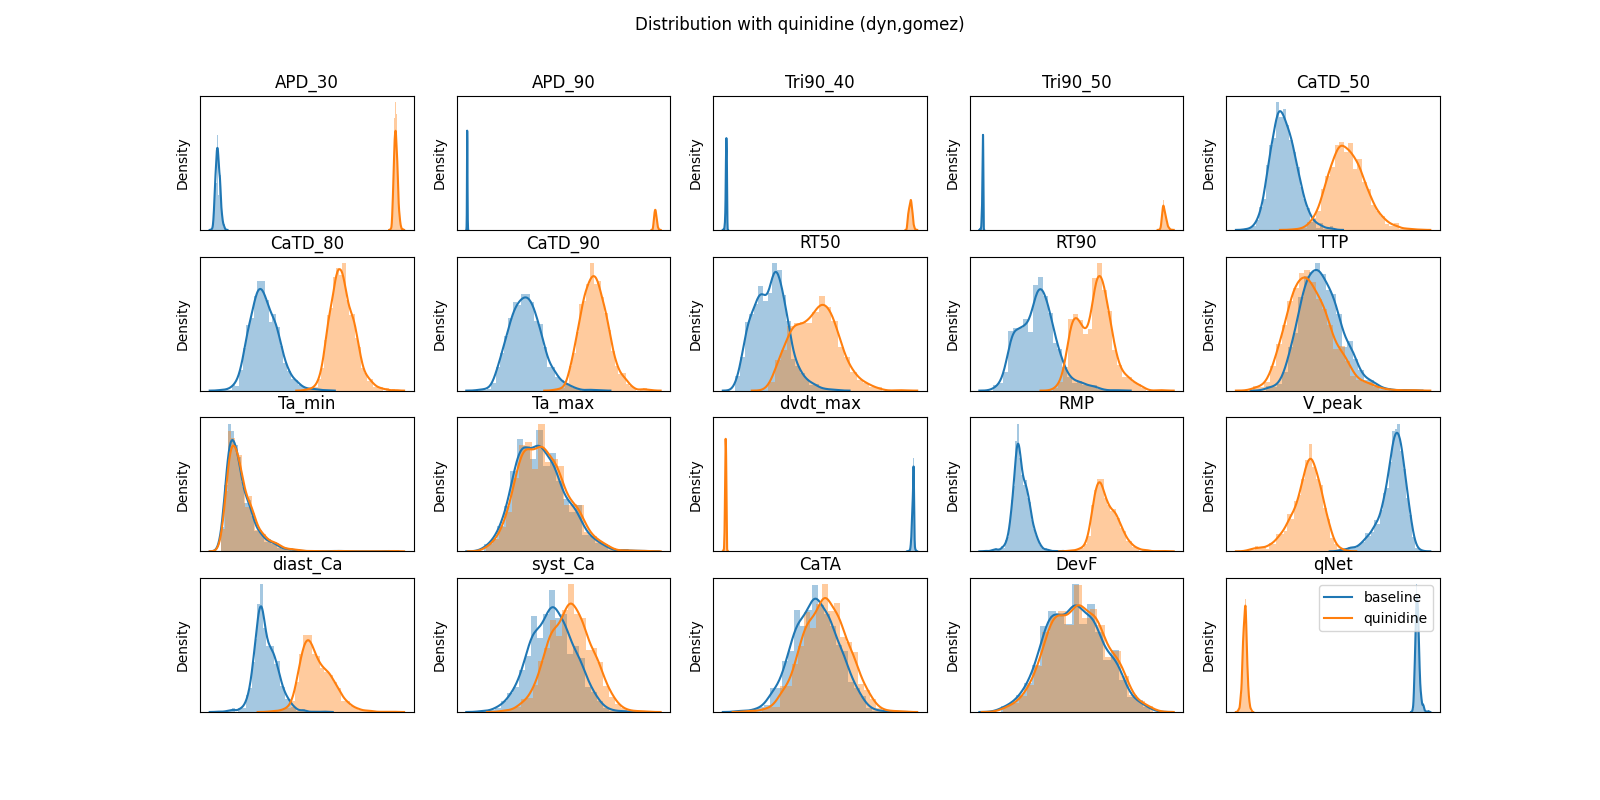 Distribution with quinidine (dyn,gomez)
APD_30 APD_90 Tri90_40 Tri90_50 CaTD_50
Density Density Density Density Density
CaTD_80 CaTD_90 RT50 RT90 TTP
Density Density Density Density Density
Ta_min Ta_max dvdt_max RMP V_peak
Density Density Density Density Density
diast_Ca syst_Ca CaTA DevF qNet
Density Density Density Density Density
baseline
quinidine